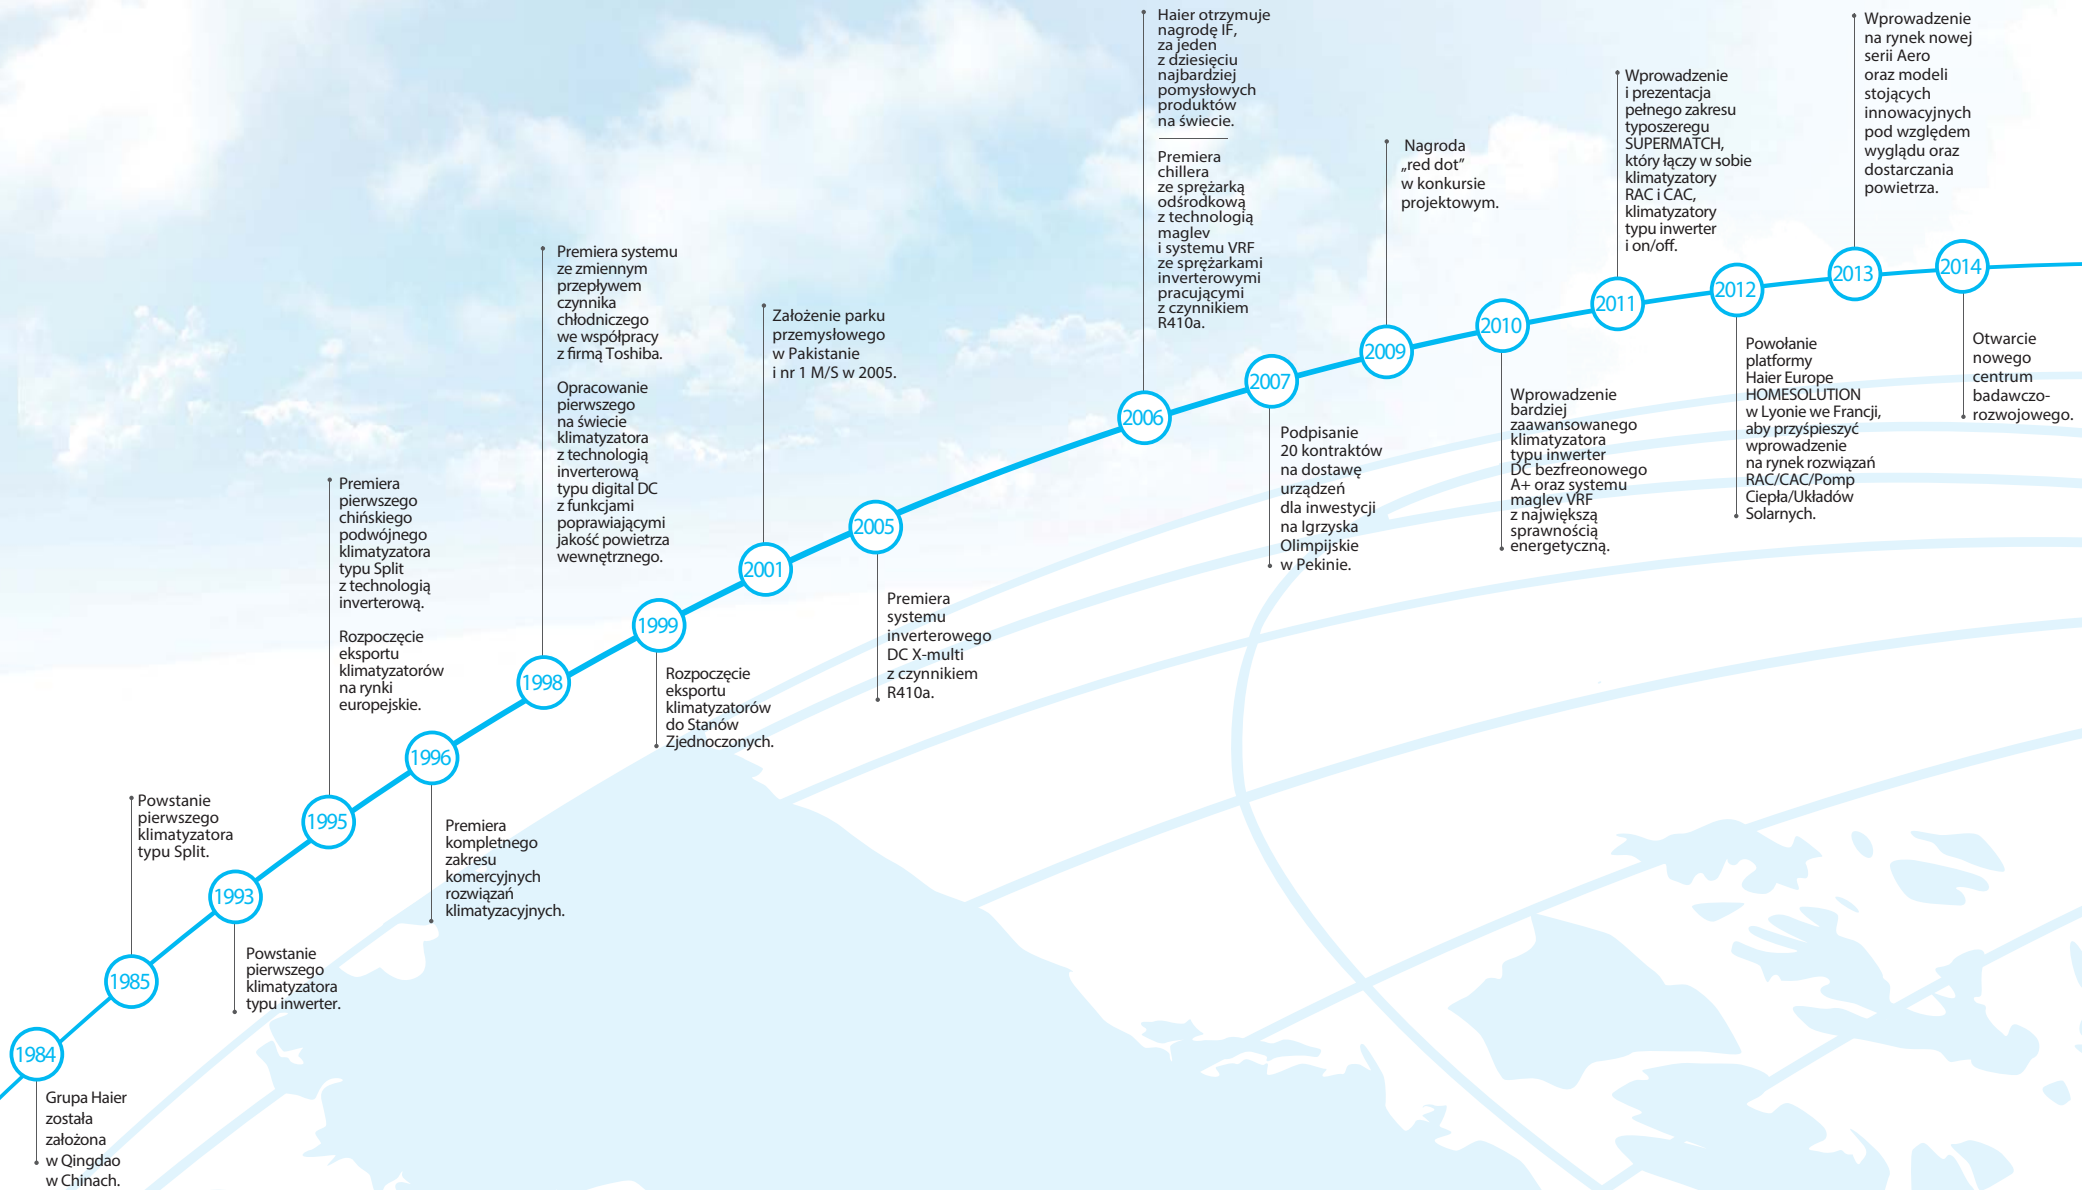 1984
Grupa Haier
została
założona
w Qingdao
w Chinach.
1985
Powstanie
pierwszego
klimatyzatora
typu Split.
1993
Powstanie
pierwszego
klimatyzatora
typu inwerter.
1995
Premiera
pierwszego
chińskiego
podwójnego
klimatyzatora
typu Split
z technologią
inverterową.
Rozpoczęcie
eksportu
klimatyzatorów
na rynki
europejskie.
1996
Premiera
kompletnego
zakresu
komercyjnych
rozwiązań
klimatyzacyjnych.
1998
Premiera systemu
ze zmiennym
przepływem
czynnika
chłodniczego
we współpracy
z firmą Toshiba.
Opracowanie
pierwszego
na świecie
klimatyzatora
z technologią
inverterową
typu digital DC
z funkcjami
poprawiającymi
jakość powietrza
wewnętrznego.
1999
Rozpoczęcie
eksportu
klimatyzatorów
do Stanów
Zjednoczonych.
2001
Założenie parku
przemysłowego
w Pakistanie
i nr 1 M/S w 2005.
2005
Premiera
systemu
inwerterowego
DC X-multi
z czynnikiem
R410a.
2006
Haier otrzymuje
nagrodę IF,
za jeden
z dziesięciu
najbardziej
pomysłowych
produktów
na świecie.
Premiera
chillera
ze sprężarką
odśrodkową
z technologią
maglev
i systemu VRF
ze sprężarkami
inwerterowymi
pracującymi
z czynnikiem
R410a.
2007
Podpisanie
20 kontraktów
na dostawę
urządzeń
dla inwestycji
na Igrzyska
Olimpijskie
w Pekinie.
2009
Nagroda
„red dot”
w konkursie
projektowym.
2010
Wprowadzenie
bardziej
zaawansowanego
klimatyzatora
typu inwerter
DC bezfreonowego
A+ oraz systemu
maglev VRF
z największą
sprawnością
energetyczną.
2011
Wprowadzenie
i prezentacja
pełnego zakresu
typoszeregu
SUPERMATCH,
który łączy w sobie
klimatyzatory
RAC i CAC,
klimatyzatory
typu inwerter
i on/off.
2012
Powołanie
platformy
Haier Europe
HOMESOLUTION
w Lyonie we Francji,
aby przyśpieszyć
wprowadzenie
na rynek rozwiązań
RAC/CAC/Pomp
Ciepła/Układów
Solarnych.
2013
Wprowadzenie
na rynek nowej
serii Aero
oraz modeli
stojących
innowacyjnych
pod względem
wyglądu oraz
dostarczania
powietrza.
2014
Otwarcie
nowego
centrum
badawczo-
rozwojowego.